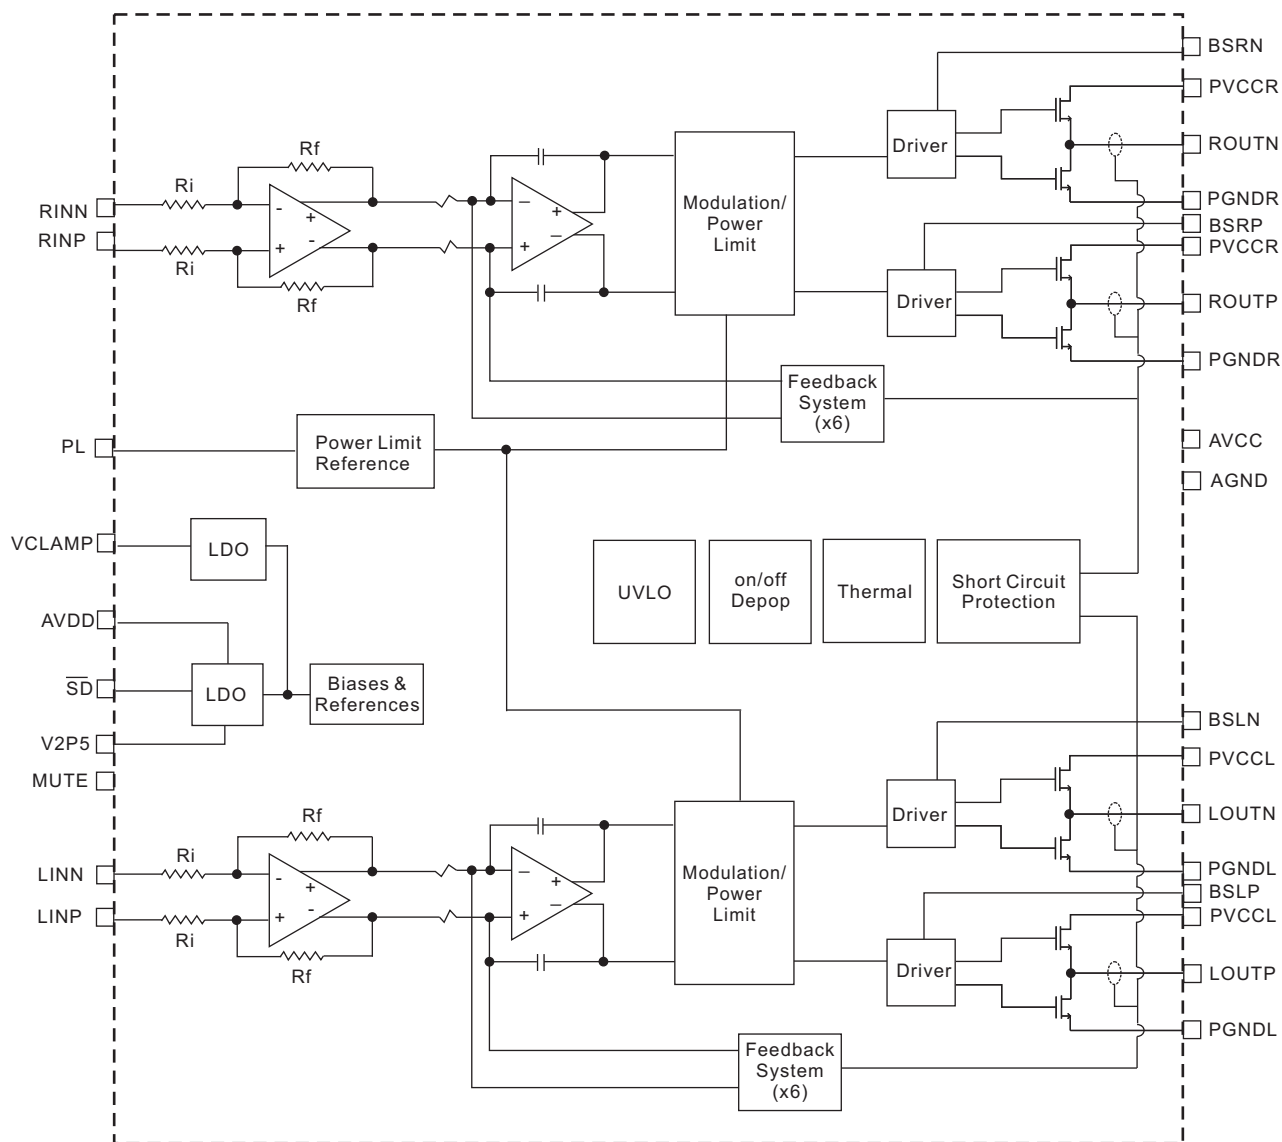 BSRN
PVCCR
Rf
Driver
ROUTN
Ri
- +
+ -
− +
+ −
Modulation/
Power
Limit
RINN
PGNDR
BSRP
RINP
PVCCR
Ri
Rf
Driver
ROUTP
PGNDR
Feedback
System
(x6)
PL
Power Limit
Reference
AVCC
AGND
VCLAMP
LDO
UVLO
on/off
Depop
Thermal
Short Circuit
Protection
AVDD
SD
LDO
Biases &
References
V2P5
MUTE
BSLN
PVCCL
Rf
Driver
LOUTN
Ri
- +
+ -
− +
+ −
Modulation/
Power
Limit
LINN
PGNDL
BSLP
LINP
PVCCL
Ri
Rf
Driver
LOUTP
PGNDL
Feedback
System
(x6)